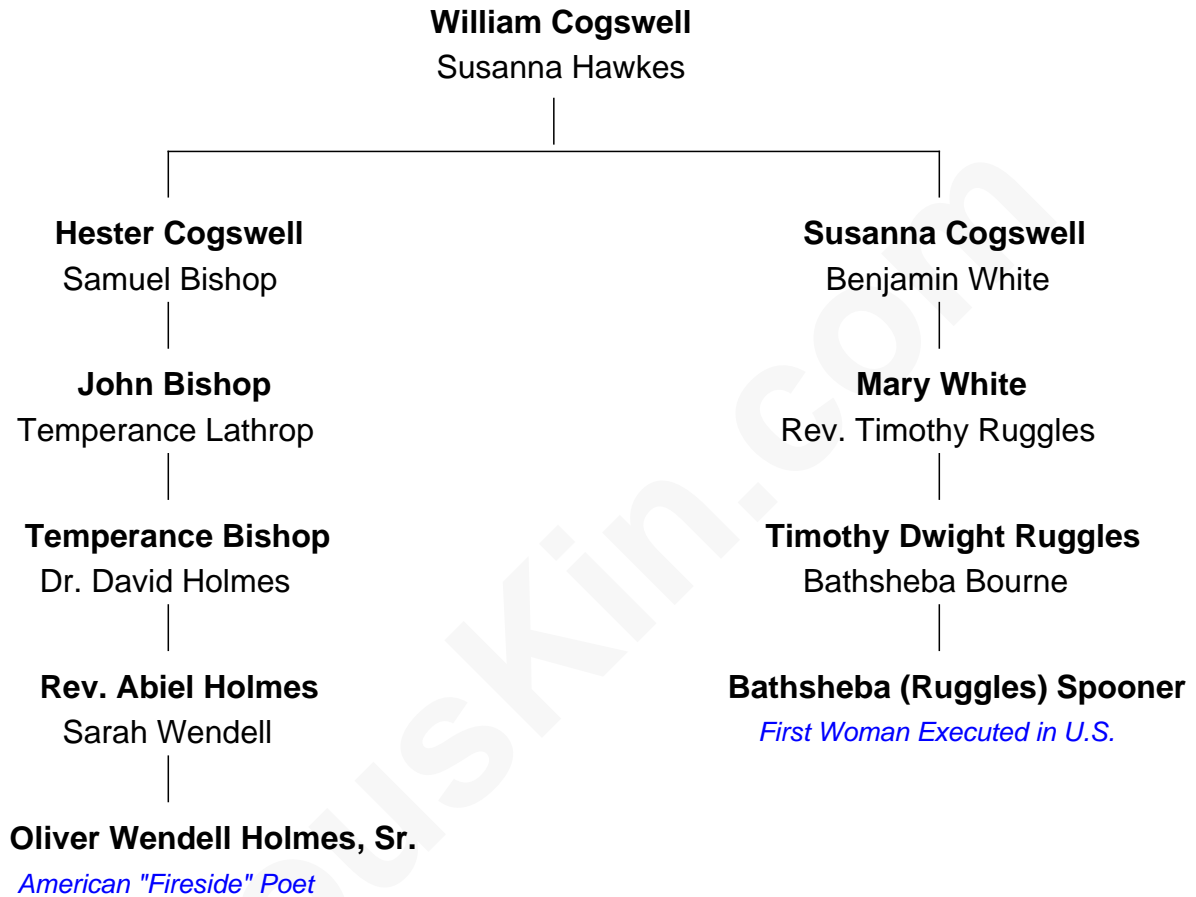 William Cogswell
Susanna Hawkes
Hester Cogswell
Samuel Bishop
John Bishop
Temperance Lathrop
Temperance Bishop
Dr. David Holmes
Rev. Abiel Holmes
Sarah Wendell
Oliver Wendell Holmes, Sr.
American "Fireside" Poet
Susanna Cogswell
Benjamin White
Mary White
Rev. Timothy Ruggles
Timothy Dwight Ruggles
Bathsheba Bourne
Bathsheba (Ruggles) Spooner
First Woman Executed in U.S.
ousKin.com